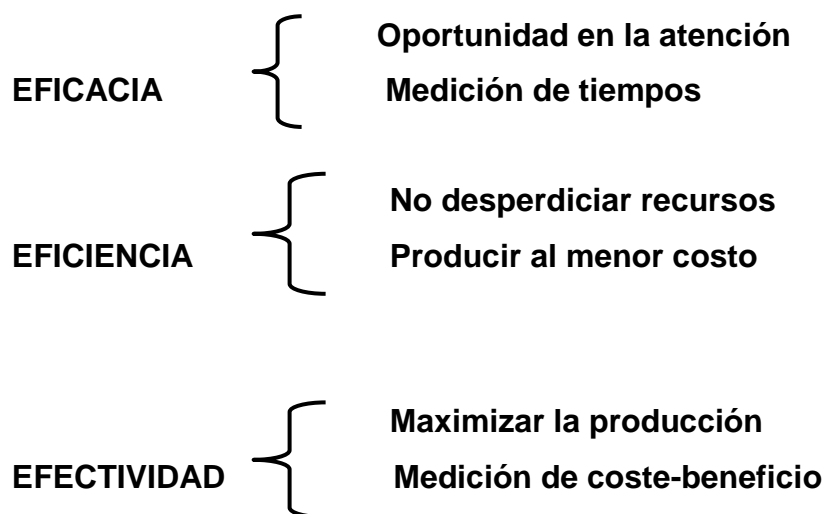 Oportunidad en la atención
EFICACIA Medición de tiempos
No desperdiciar recursos
EFICIENCIA Producir al menor costo
Maximizar la producción
EFECTIVIDAD Medición de coste-beneficio